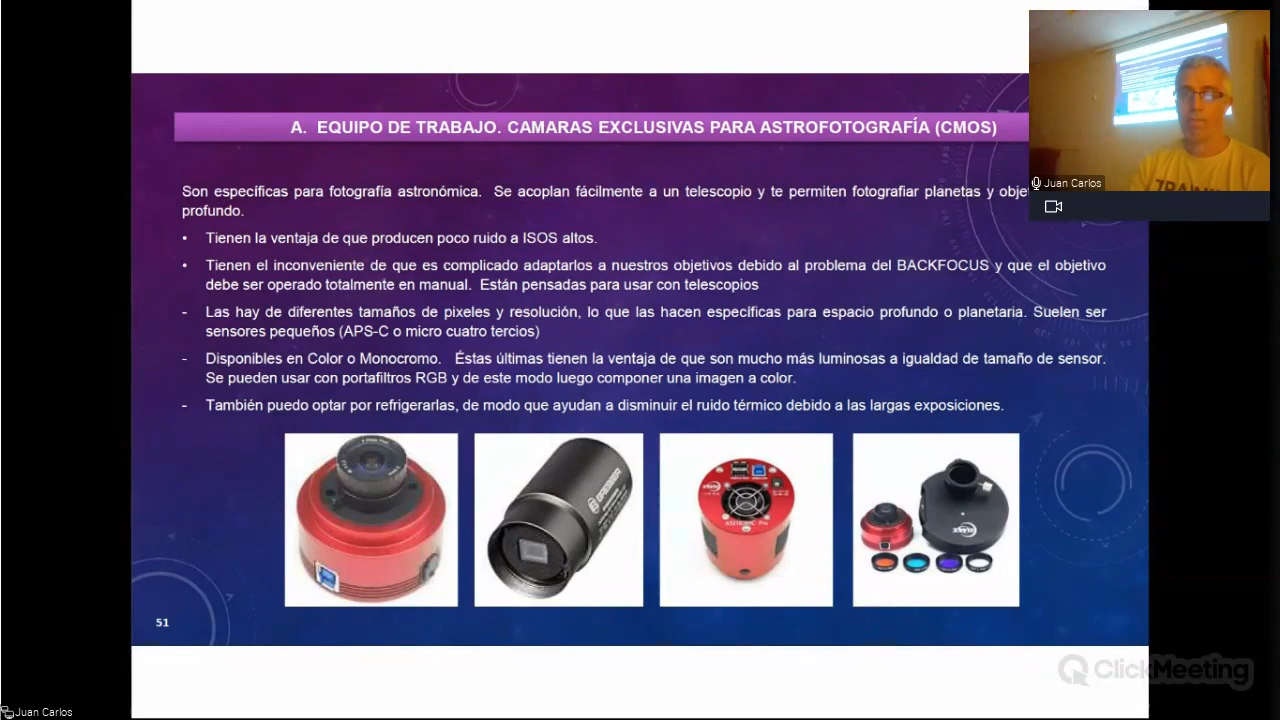 A. EQUIPO DE TRABAJO. CAMARAS EXCLUSIVAS PARA ASTROFOTOGRAFÍA (CMOS)
Son específicas para fotografía astronómica. Se acoplan fácilmente a un telescopio y te permiten fotografiar planetas y obje
profundo.
• Tienen la ventaja de que producen poco ruido a ISOS altos.
• Tienen el inconveniente de que es complicado adaptarlos a nuestros objetivos debido al problema del BACKFOCUS y que el objetivo
debe ser operado totalmente en manual. Están pensadas para usar con telescopios
- Las hay de diferentes tamaños de pixeles y resolución, lo que las hacen específicas para espacio profundo o planetaria. Suelen ser
sensores pequeños (APS-C o micro cuatro tercios)
- Disponibles en Color o Monocromo. Éstas últimas tienen la ventaja de que son mucho más luminosas a igualdad de tamaño de sensor.
Se pueden usar con portafiltros RGB y de este modo luego componer una imagen a color.
- También puedo optar por refrigerarlas, de modo que ayudan a disminuir el ruido térmico debido a las largas exposiciones.
BRESSER
ZWO
51
Juan Carlos
ClickMeeting
Juan Carlos